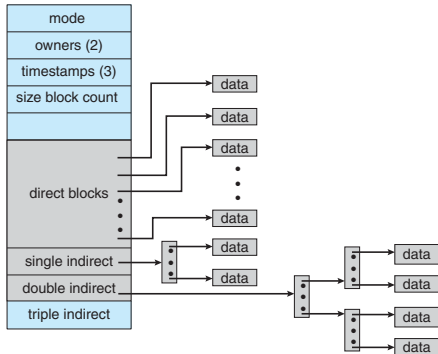 mode
owners (2)
timestamps (3)
size block count
data
data
data
direct blocks
data
data
single indirect
data
data
double indirect
data
triple indirect
data
data